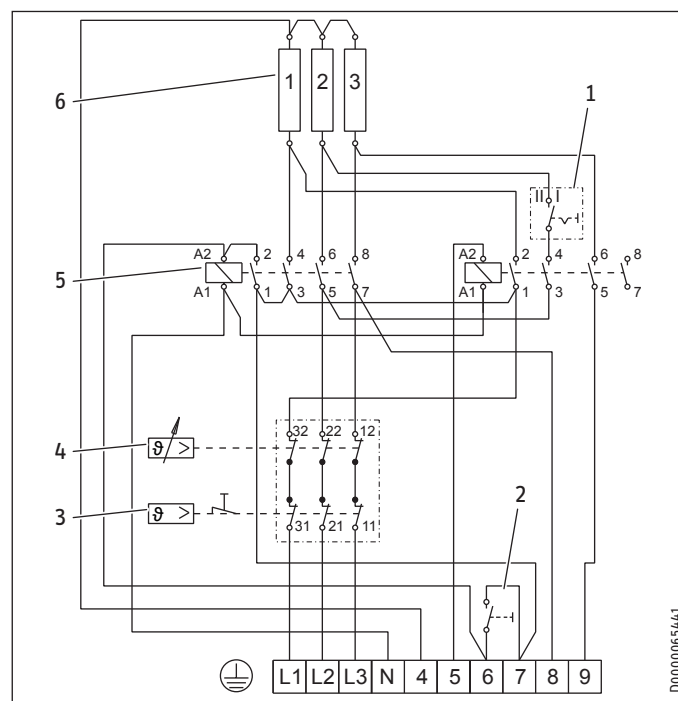 1 2 3
6
1
II I
A2 2 4 6 8
A2 2 4 6 8
5
A1 1 3 5 7
A1 1 3 5 7
32 22 12
4
ϑ >
3
ϑ >
31 21 11
2
L1 L2 L3 N 4 5 6 7 8 9
D0000065441